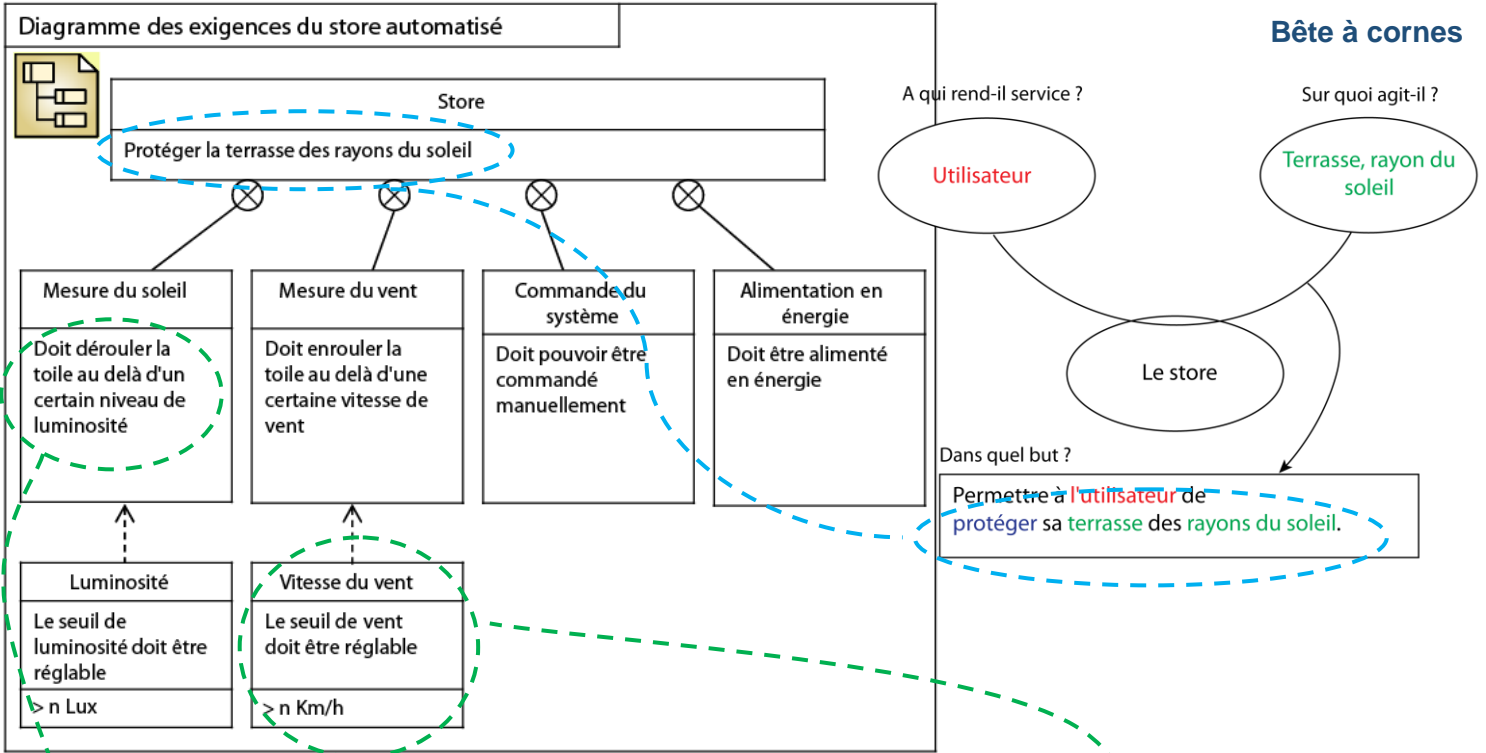 Diagramme des exigences du store automatisé
Store
Protéger la terrasse des rayons du soleil
Mesure du soleil
Doit dérouler la
toile au delà d'un
certain niveau de
luminosité
Mesure du vent
Doit enrouler la
toile au delà d'une
certaine vitesse de
vent
Commande du
système
Doit pouvoir être
commandé
manuellement
Alimentation en
énergie
Doit être alimenté
en énergie
Luminosité
Le seuil de
luminosité doit être
réglable
> n Lux
Vitesse du vent
Le seuil de vent
doit être réglable
> n Km/h
Bête à cornes
A qui rend-il service ?
Utilisateur
Sur quoi agit-il ?
Terrasse, rayon du
soleil
Le store
Dans quel but ?
Permettre à l'utilisateur de
protéger sa terrasse des rayons du soleil.